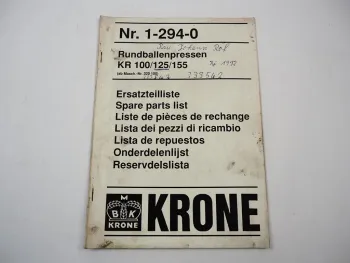 Nr. 1-294-0
Rundballenpressen
KR 100/125/155
Ersatzteilliste
Spare parts list
Liste de pièces de rechange
Lista dei pezzi di ricambio
Lista de repuestos
Onderdelenlijst
Reservdelslista
M
B K
KRONE
KRONE